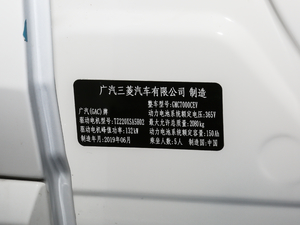 广汽三菱汽车有限公司 制造
广汽(GAC)牌 整车型号:GMC7000CEV
驱动电机型号:TZ220XSA5B02 动力电池系统额定电压:365V
驱动电机峰值功率:132kW 最大允许总质量:2080kg
制造年月:2019年06月 动力电池系统额定容量:150Ah
乘坐人数:5人 制造国:中国